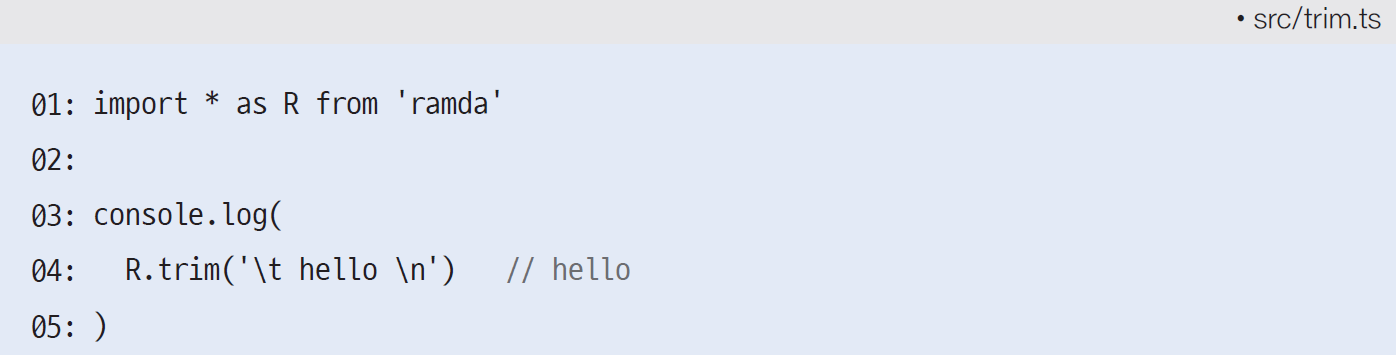 • src/trim.ts
01: import * as R from 'ramda'
02:
03: console.log(
04:   R.trim('\t hello \n')   // hello
05: )